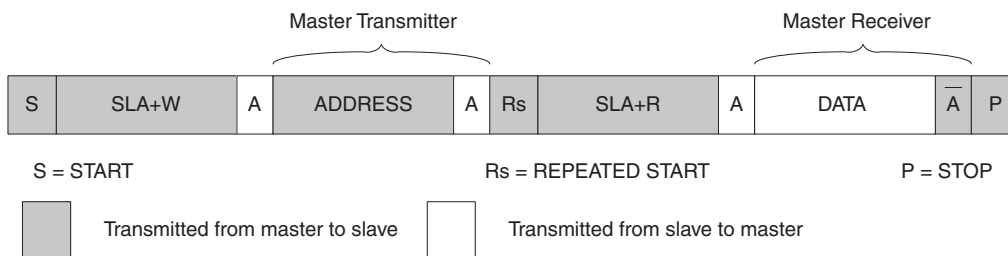 Master Transmitter Master Receiver
S SLA+W A ADDRESS A Rs SLA+R A DATA A̅ P
S = START Rs = REPEATED START P = STOP
Transmitted from master to slave Transmitted from slave to master